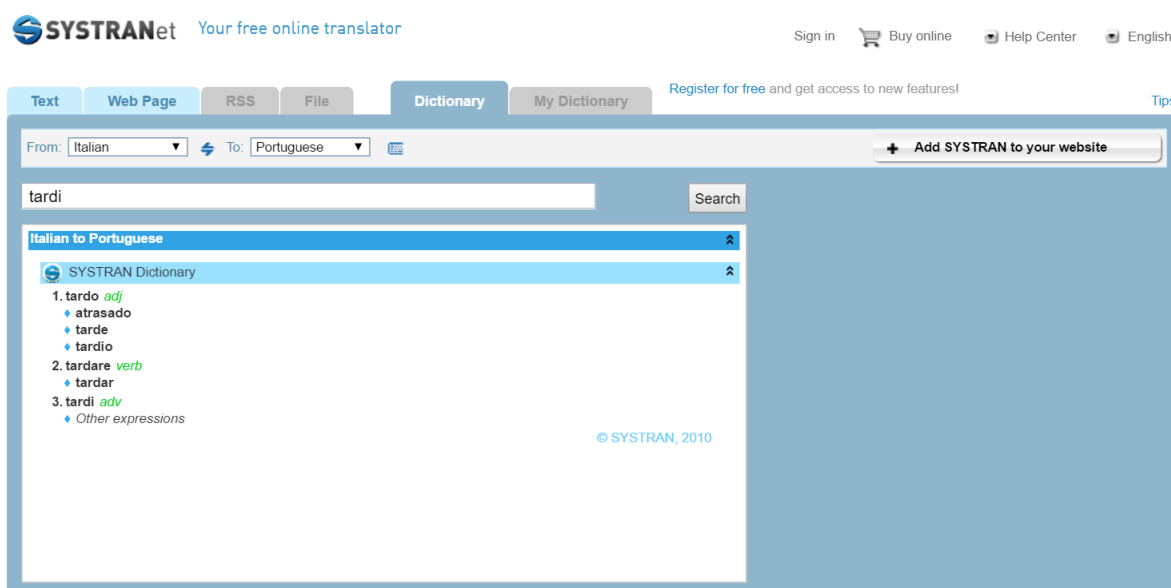 SYSTRANet Your free online translator
Sign in Buy online Help Center English
Text Web Page RSS File Dictionary My Dictionary Register for free and get access to new features!
Tips
From: Italian To: Portuguese + Add SYSTRAN to your website
tardi Search
Italian to Portuguese
SYSTRAN Dictionary
1. tardo adj
atrasado
tarde
tardio
2. tardare verb
tardar
3. tardi adv
Other expressions
© SYSTRAN, 2010